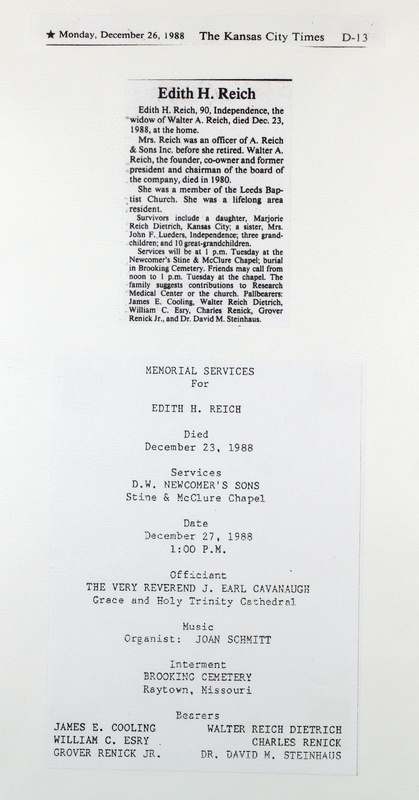 ★ Monday, December 26, 1988 The Kansas City Times D-13
Edith H. Reich
Edith H. Reich, 90, Independence, the
widow of Walter A. Reich, died Dec. 23,
1988, at the home.
Mrs. Reich was an officer of A. Reich
& Sons Inc. before she retired. Walter A.
Reich, the founder, co-owner and former
president and chairman of the board of
the company, died in 1980.
She was a member of the Leeds Bap-
tist Church. She was a lifelong area
resident.
Survivors include a daughter, Marjorie
Reich Dietrich, Kansas City; a sister, Mrs.
John F. Lueders, Independence; three grand-
children; and 10 great-grandchildren.
Services will be at 1 p.m. Tuesday at the
Newcomer's Stine & McClure Chapel; burial
in Brooking Cemetery. Friends may call from
noon to 1 p.m. Tuesday at the chapel. The
family suggests contributions to Research
Medical Center or the church. Pallbearers:
James E. Cooling, Walter Reich Dietrich,
William C. Esry, Charles Renick, Grover
Renick Jr., and Dr. David M. Steinhaus.
MEMORIAL SERVICES
For
EDITH H. REICH
Died
December 23, 1988
Services
D.W. NEWCOMER'S SONS
Stine & McClure Chapel
Date
December 27, 1988
1:00 P.M.
Officiant
THE VERY REVEREND J. EARL CAVANAUGH
Grace and Holy Trinity Cathedral
Music
Organist: JOAN SCHMITT
Interment
BROOKING CEMETERY
Raytown, Missouri
Bearers
JAMES E. COOLING WALTER REICH DIETRICH
WILLIAM C. ESRY CHARLES RENICK
GROVER RENICK JR. DR. DAVID M. STEINHAUS